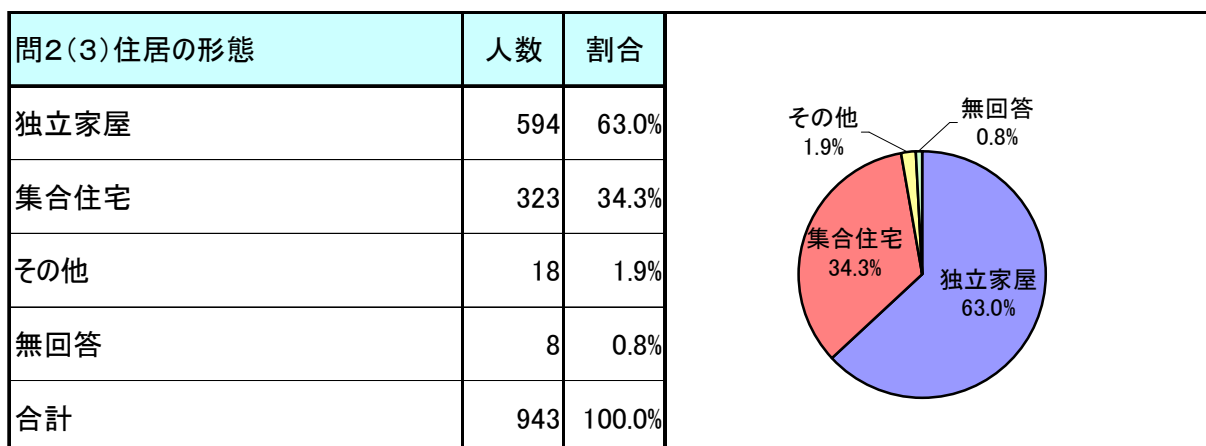 問2(3)住居の形態 人数 割合
独立家屋 594 63.0%
集合住宅 323 34.3%
その他 18 1.9%
無回答 8 0.8%
合計 943 100.0%
その他
1.9%
無回答
0.8%
集合住宅
34.3%
独立家屋
63.0%